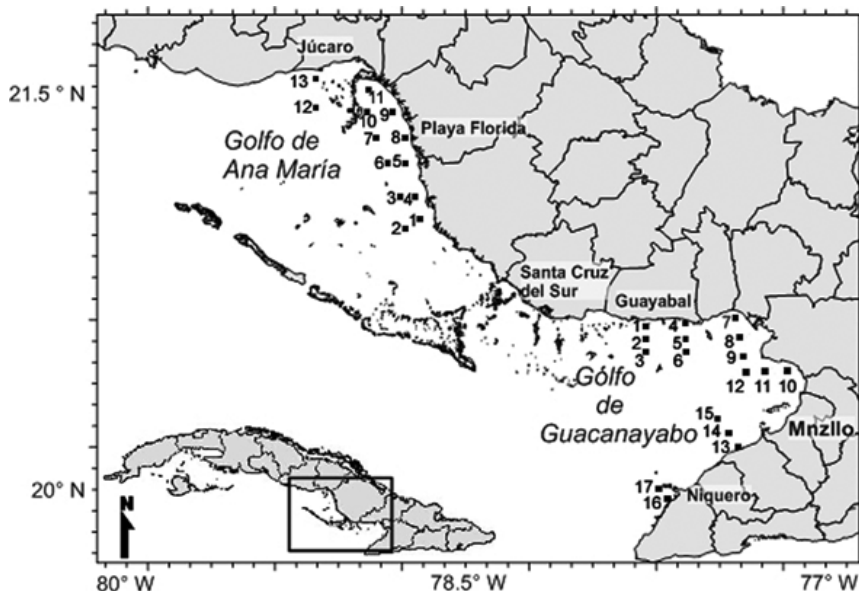 Júcaro
21.5 ° N
13
11
12
10
9
Playa Florida
7
8
Golfo de
Ana María
6
5
3
4
1
2
?
Santa Cruz
del Sur
Guayabal
1
4
7
2
5
8
3
6
9
12
11
10
Golfo
de
Guacanayabo
15
14
13
Mnzllo.
20 ° N
N
17
16
Niquero
80° W
78.5° W
77° W